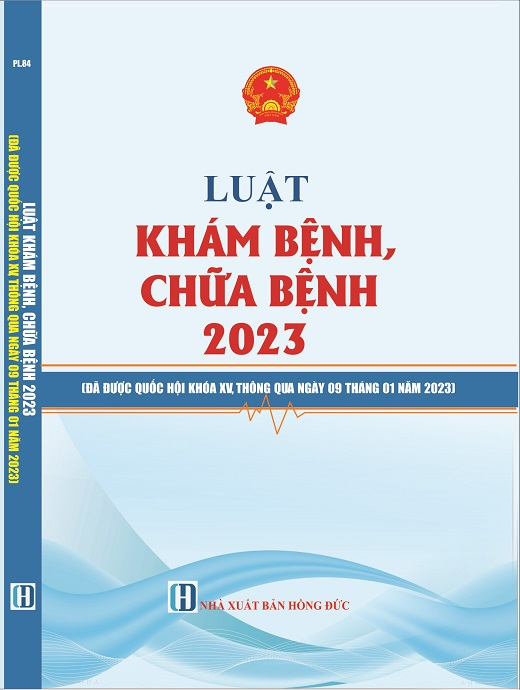 PL.84
LUẬT KHÁM BỆNH, CHỮA BỆNH 2023
(ĐÃ ĐƯỢC QUỐC HỘI KHÓA XV, THÔNG QUA NGÀY 09 THÁNG 01 NĂM 2023)
LUẬT
KHÁM BỆNH,
CHỮA BỆNH
2023
(ĐÃ ĐƯỢC QUỐC HỘI KHÓA XV, THÔNG QUA NGÀY 09 THÁNG 01 NĂM 2023)
NHÀ XUẤT BẢN HỒNG ĐỨC